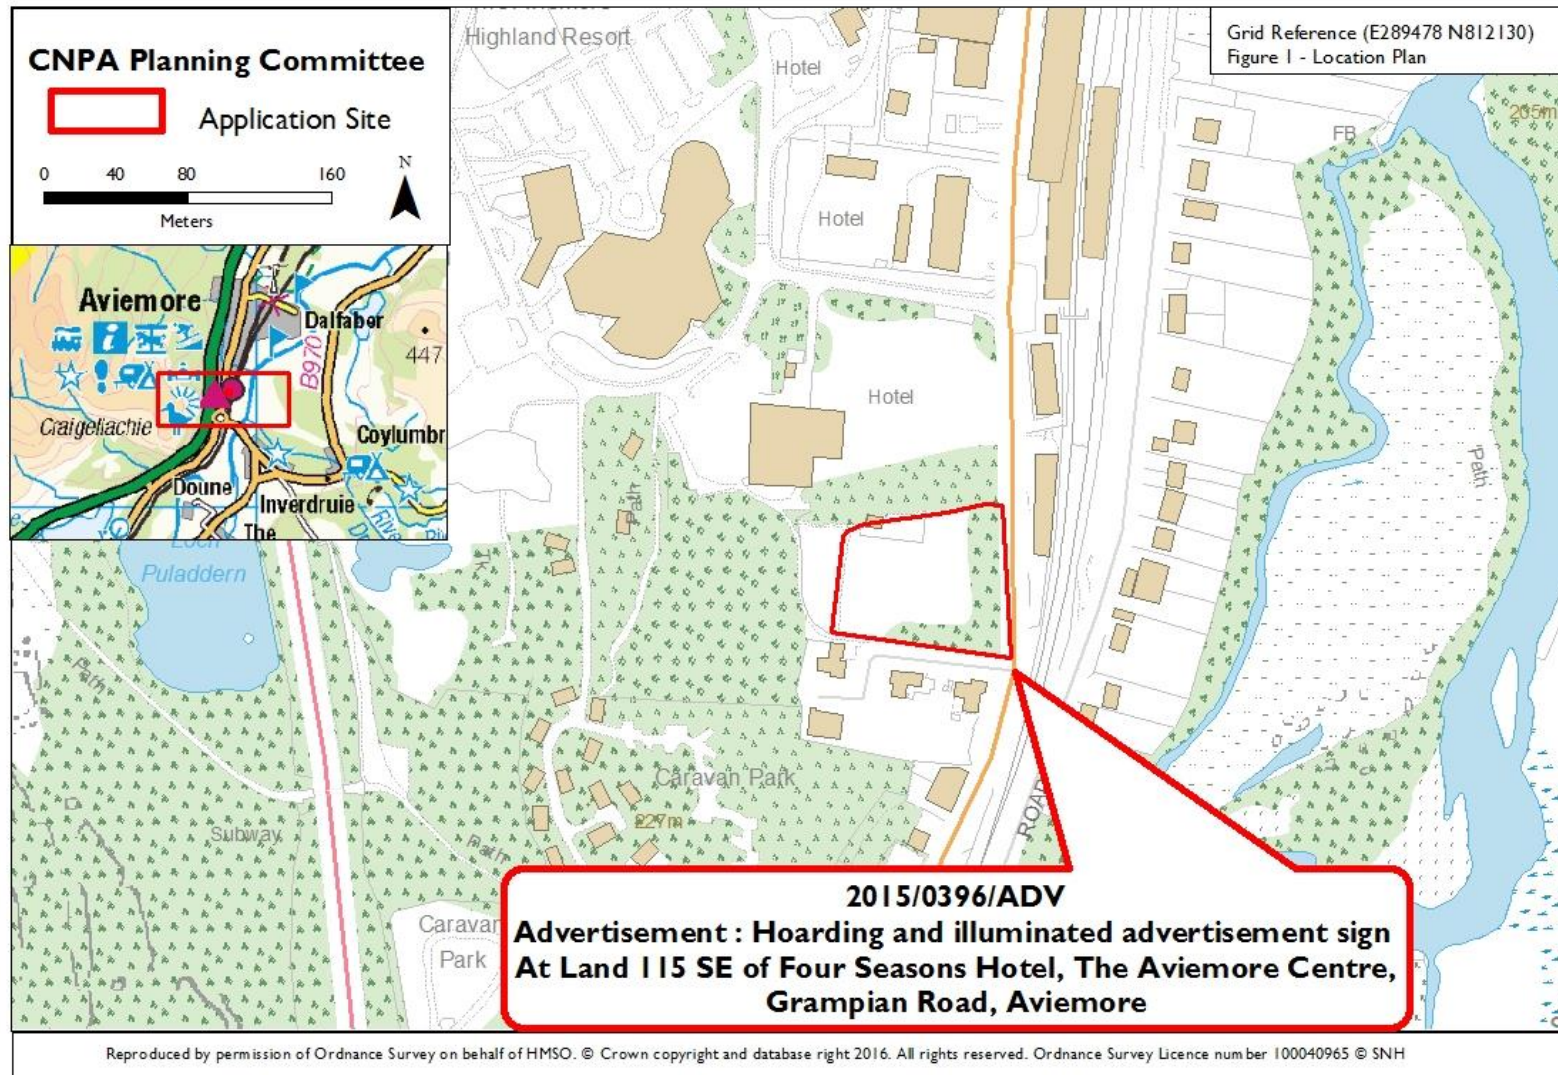 CNPA Planning Committee
Application Site
0 40 80 160
Meters
N
Grid Reference (E289478 N812130)
Figure 1 - Location Plan
Highland Resort
Hotel
FB
205m
Hotel
Hotel
Path
Path
Aviemore
Dalfaber
B970
447
Craigellachie
Coylumbr
Doune
Inverdruie
The
River
Loch
Puladdern
Tk
Path
Subway
Path
Caravan Park
227m
ROAD
Caravan
Park
2015/0396/ADV
Advertisement : Hoarding and illuminated advertisement sign
At Land 115 SE of Four Seasons Hotel, The Aviemore Centre,
Grampian Road, Aviemore
Reproduced by permission of Ordnance Survey on behalf of HMSO. © Crown copyright and database right 2016. All rights reserved. Ordnance Survey Licence number 100040965 © SNH